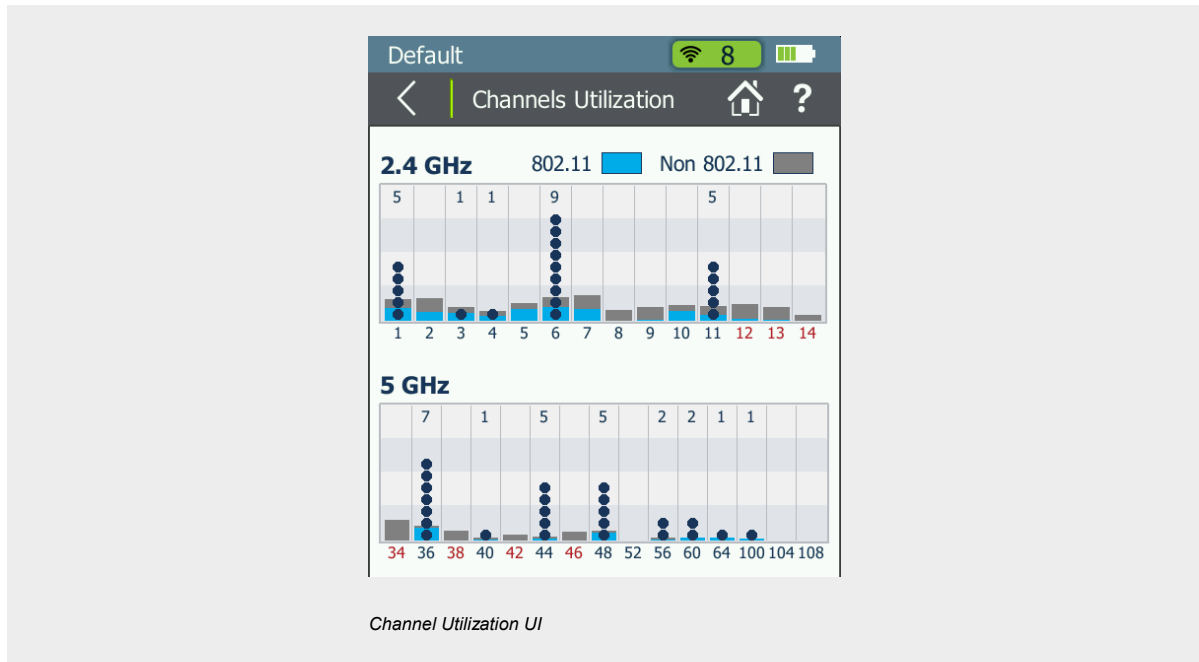 Default 8
Channels Utilization ?
2.4 GHz 802.11 Non 802.11
5 1 1 9 5
1 2 3 4 5 6 7 8 9 10 11 12 13 14
5 GHz
7 1 5 5 2 2 1 1
34 36 38 40 42 44 46 48 52 56 60 64 100 104 108
Channel Utilization UI